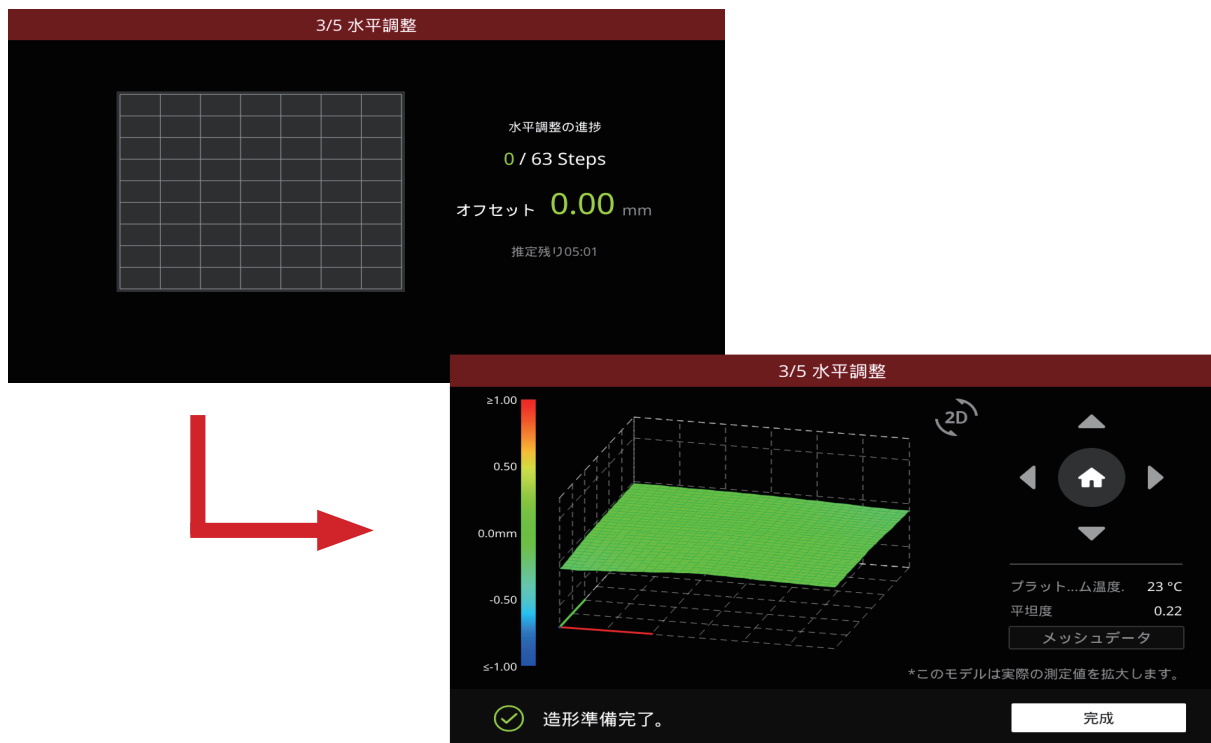 3/5 水平調整
水平調整の進捗
0 / 63 Steps
オフセット 0.00 mm
推定残り05:01
3/5 水平調整
≥1.00
0.50
0.0mm
-0.50
≤-1.00
2D
プラット...ム温度. 23 °C
平坦度 0.22
メッシュデータ
*このモデルは実際の測定値を拡大します。
造形準備完了。
完成